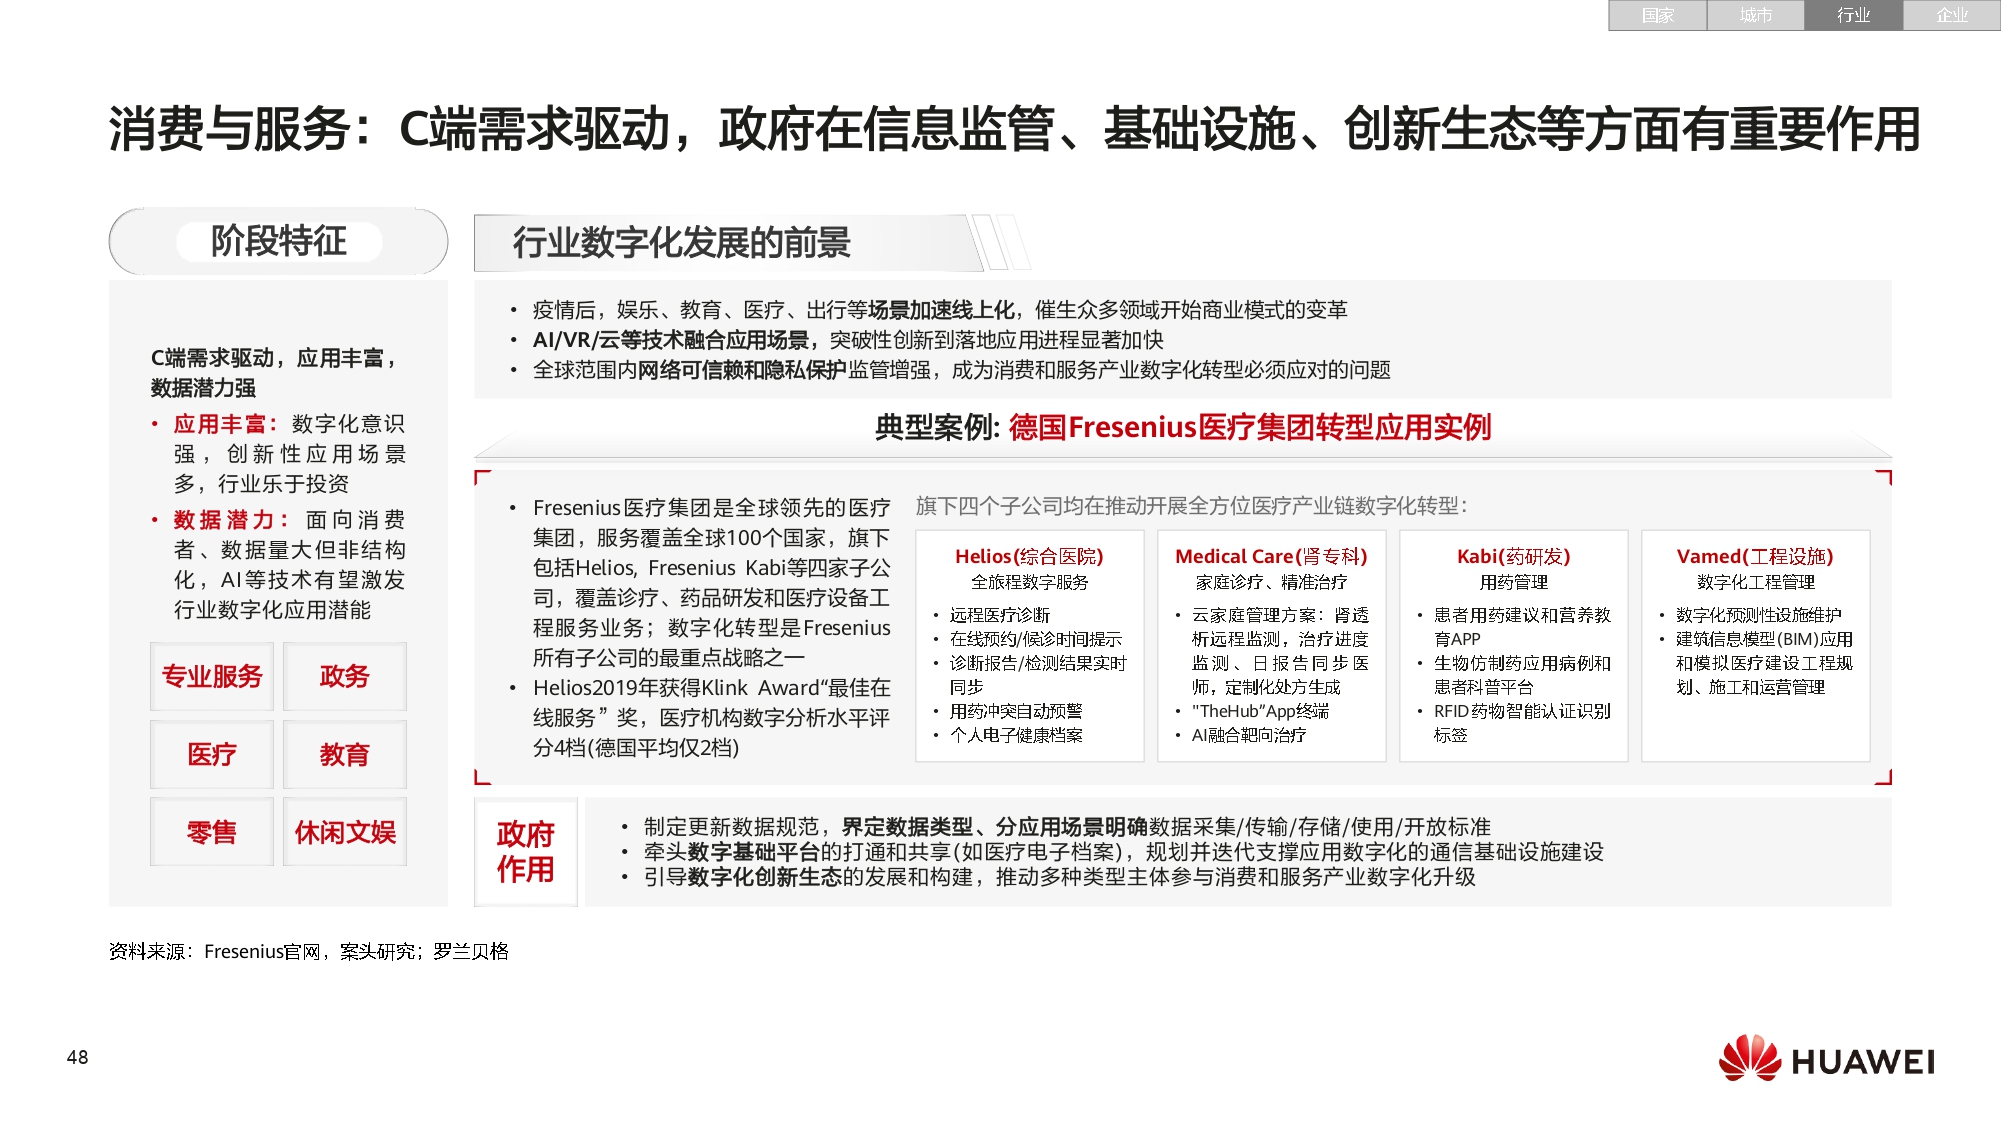 国家 城市 行业 企业
消费与服务：C端需求驱动，政府在信息监管、基础设施、创新生态等方面有重要作用
阶段特征
C端需求驱动，应用丰富，
数据潜力强
• 应用丰富：数字化意识
强，创新性应用场景
多，行业乐于投资
• 数据潜力：面向消费
者、数据量大但非结构
化，AI等技术有望激发
行业数字化应用潜能
专业服务 政务
医疗 教育
零售 休闲文娱
行业数字化发展的前景
• 疫情后，娱乐、教育、医疗、出行等场景加速线上化，催生众多领域开始商业模式的变革
• AI/VR/云等技术融合应用场景，突破性创新到落地应用进程显著加快
• 全球范围内网络可信赖和隐私保护监管增强，成为消费和服务产业数字化转型必须应对的问题
典型案例: 德国Fresenius医疗集团转型应用实例
• Fresenius医疗集团是全球领先的医疗
集团，服务覆盖全球100个国家，旗下
包括Helios, Fresenius Kabi等四家子公
司，覆盖诊疗、药品研发和医疗设备工
程服务业务；数字化转型是Fresenius
所有子公司的最重点战略之一
• Helios2019年获得Klink Award“最佳在
线服务”奖，医疗机构数字分析水平评
分4档(德国平均仅2档)
旗下四个子公司均在推动开展全方位医疗产业链数字化转型：
Helios(综合医院)
全旅程数字服务
• 远程医疗诊断
• 在线预约/候诊时间提示
• 诊断报告/检测结果实时
同步
• 用药冲突自动预警
• 个人电子健康档案
Medical Care(肾专科)
家庭诊疗、精准治疗
• 云家庭管理方案：肾透
析远程监测，治疗进度
监测、日报告同步医
师，定制化处方生成
• "TheHub”App终端
• AI融合靶向治疗
Kabi(药研发)
用药管理
• 患者用药建议和营养教
育APP
• 生物仿制药应用病例和
患者科普平台
• RFID药物智能认证识别
标签
Vamed(工程设施)
数字化工程管理
• 数字化预测性设施维护
• 建筑信息模型(BIM)应用
和模拟医疗建设工程规
划、施工和运营管理
政府
作用
• 制定更新数据规范，界定数据类型、分应用场景明确数据采集/传输/存储/使用/开放标准
• 牵头数字基础平台的打通和共享(如医疗电子档案)，规划并迭代支撑应用数字化的通信基础设施建设
• 引导数字化创新生态的发展和构建，推动多种类型主体参与消费和服务产业数字化升级
资料来源：Fresenius官网，案头研究；罗兰贝格
48
HUAWEI